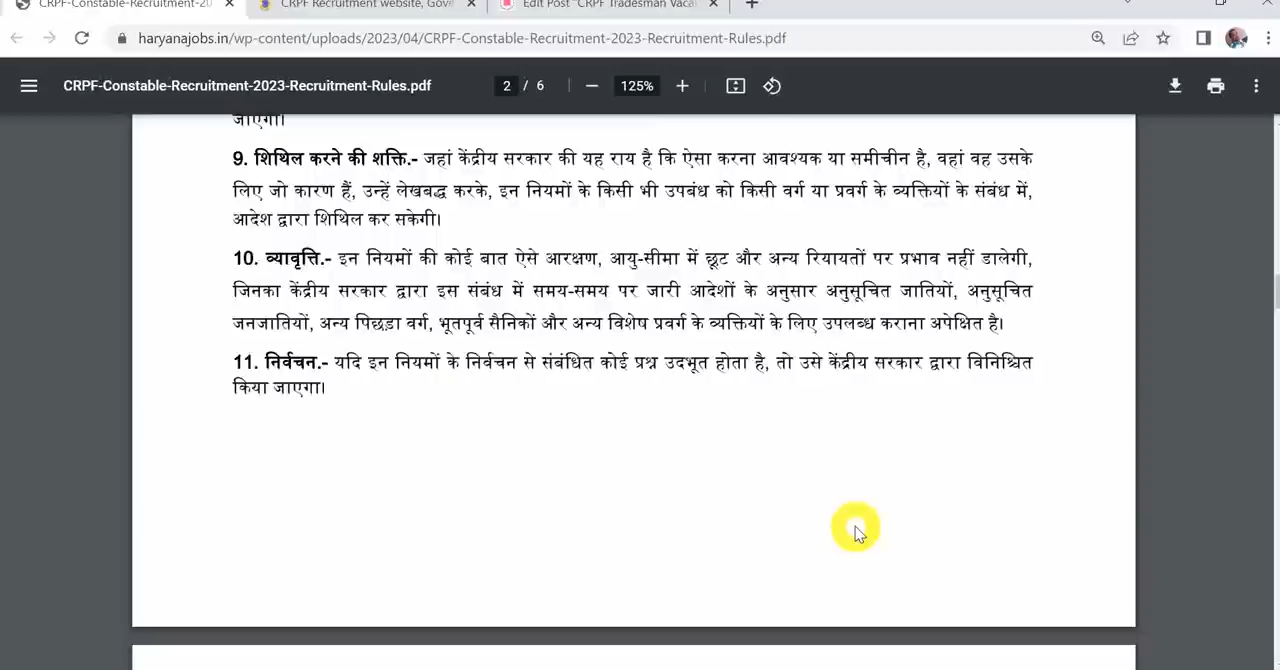 CRPF-Constable-Recruitment-20
CRPF Recruitment website, Gove
Edit Post "CRPF Tradesman Vacan
haryanajobs.in/wp-content/uploads/2023/04/CRPF-Constable-Recruitment-2023-Recruitment-Rules.pdf
CRPF-Constable-Recruitment-2023-Recruitment-Rules.pdf
2 / 6
125%
जाएगा।
9. शिथिल करने की शक्ति.- जहां केंद्रीय सरकार की यह राय है कि ऐसा करना आवश्यक या समीचीन है, वहां वह उसके
लिए जो कारण हैं, उन्हें लेखबद्ध करके, इन नियमों के किसी भी उपबंध को किसी वर्ग या प्रवर्ग के व्यक्तियों के संबंध में,
आदेश द्वारा शिथिल कर सकेगी।
10. व्यावृत्ति.- इन नियमों की कोई बात ऐसे आरक्षण, आयु-सीमा में छूट और अन्य रियायतों पर प्रभाव नहीं डालेगी,
जिनका केंद्रीय सरकार द्वारा इस संबंध में समय-समय पर जारी आदेशों के अनुसार अनुसूचित जातियों, अनुसूचित
जनजातियों, अन्य पिछड़ा वर्ग, भूतपूर्व सैनिकों और अन्य विशेष प्रवर्ग के व्यक्तियों के लिए उपलब्ध कराना अपेक्षित है।
11. निर्वचन.- यदि इन नियमों के निर्वचन से संबंधित कोई प्रश्न उदभूत होता है, तो उसे केंद्रीय सरकार द्वारा विनिश्चित
किया जाएगा।